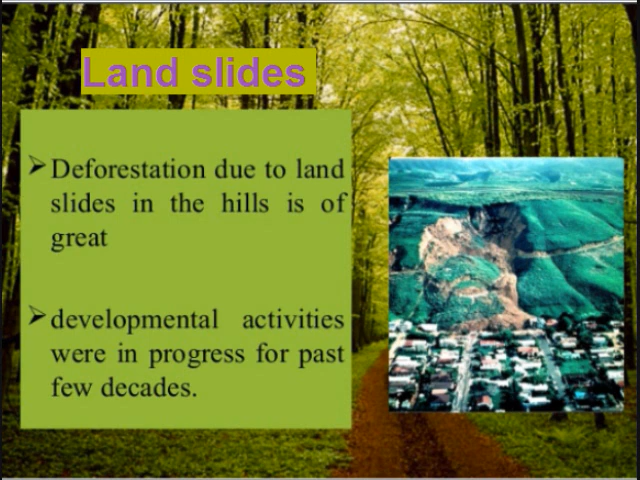 Land slides
Deforestation due to land
slides in the hills is of
great
developmental activities
were in progress for past
few decades.